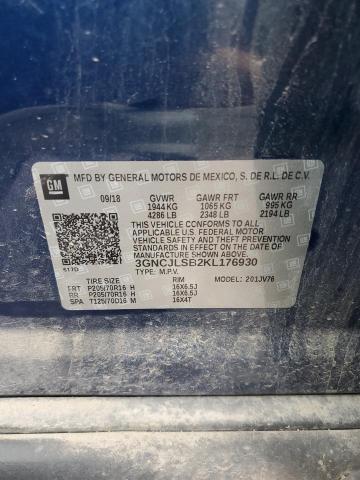 GM
MFD BY GENERAL MOTORS DE MEXICO, S. DE R.L. DE C.V.
09/18 GVWR GAWR FRT GAWR RR
1944 KG 1065 KG 995 KG
4286 LB 2348 LB 2194 LB
THIS VEHICLE CONFORMS TO ALL
APPLICABLE U.S. FEDERAL MOTOR
VEHICLE SAFETY, BUMPER, AND THEFT PREVENTION
STANDARDS IN EFFECT ON THE DATE OF
MANUFACTURE SHOWN ABOVE.
3GNCJLSB2KL176930
TYPE: M.P.V. MODEL: 201JV76
TIRE SIZE RIM
FRT P205/70R16 H 16X6.5J
RR P205/70R16 H 16X6.5J
SPA T125/70D16 M 16X4T